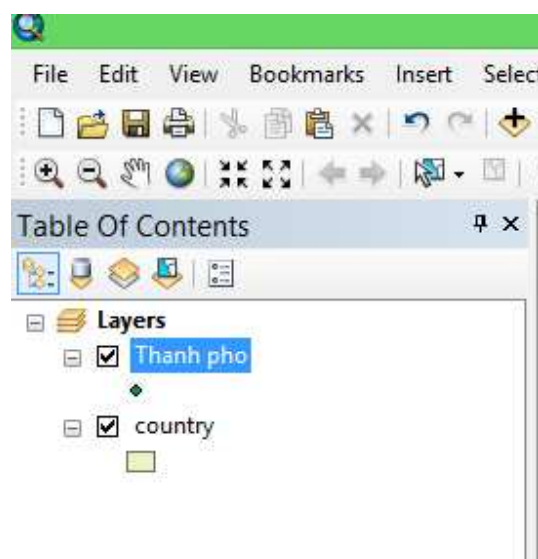 File Edit View Bookmarks Insert Selec
Table Of Contents
Layers
Thanh pho
country